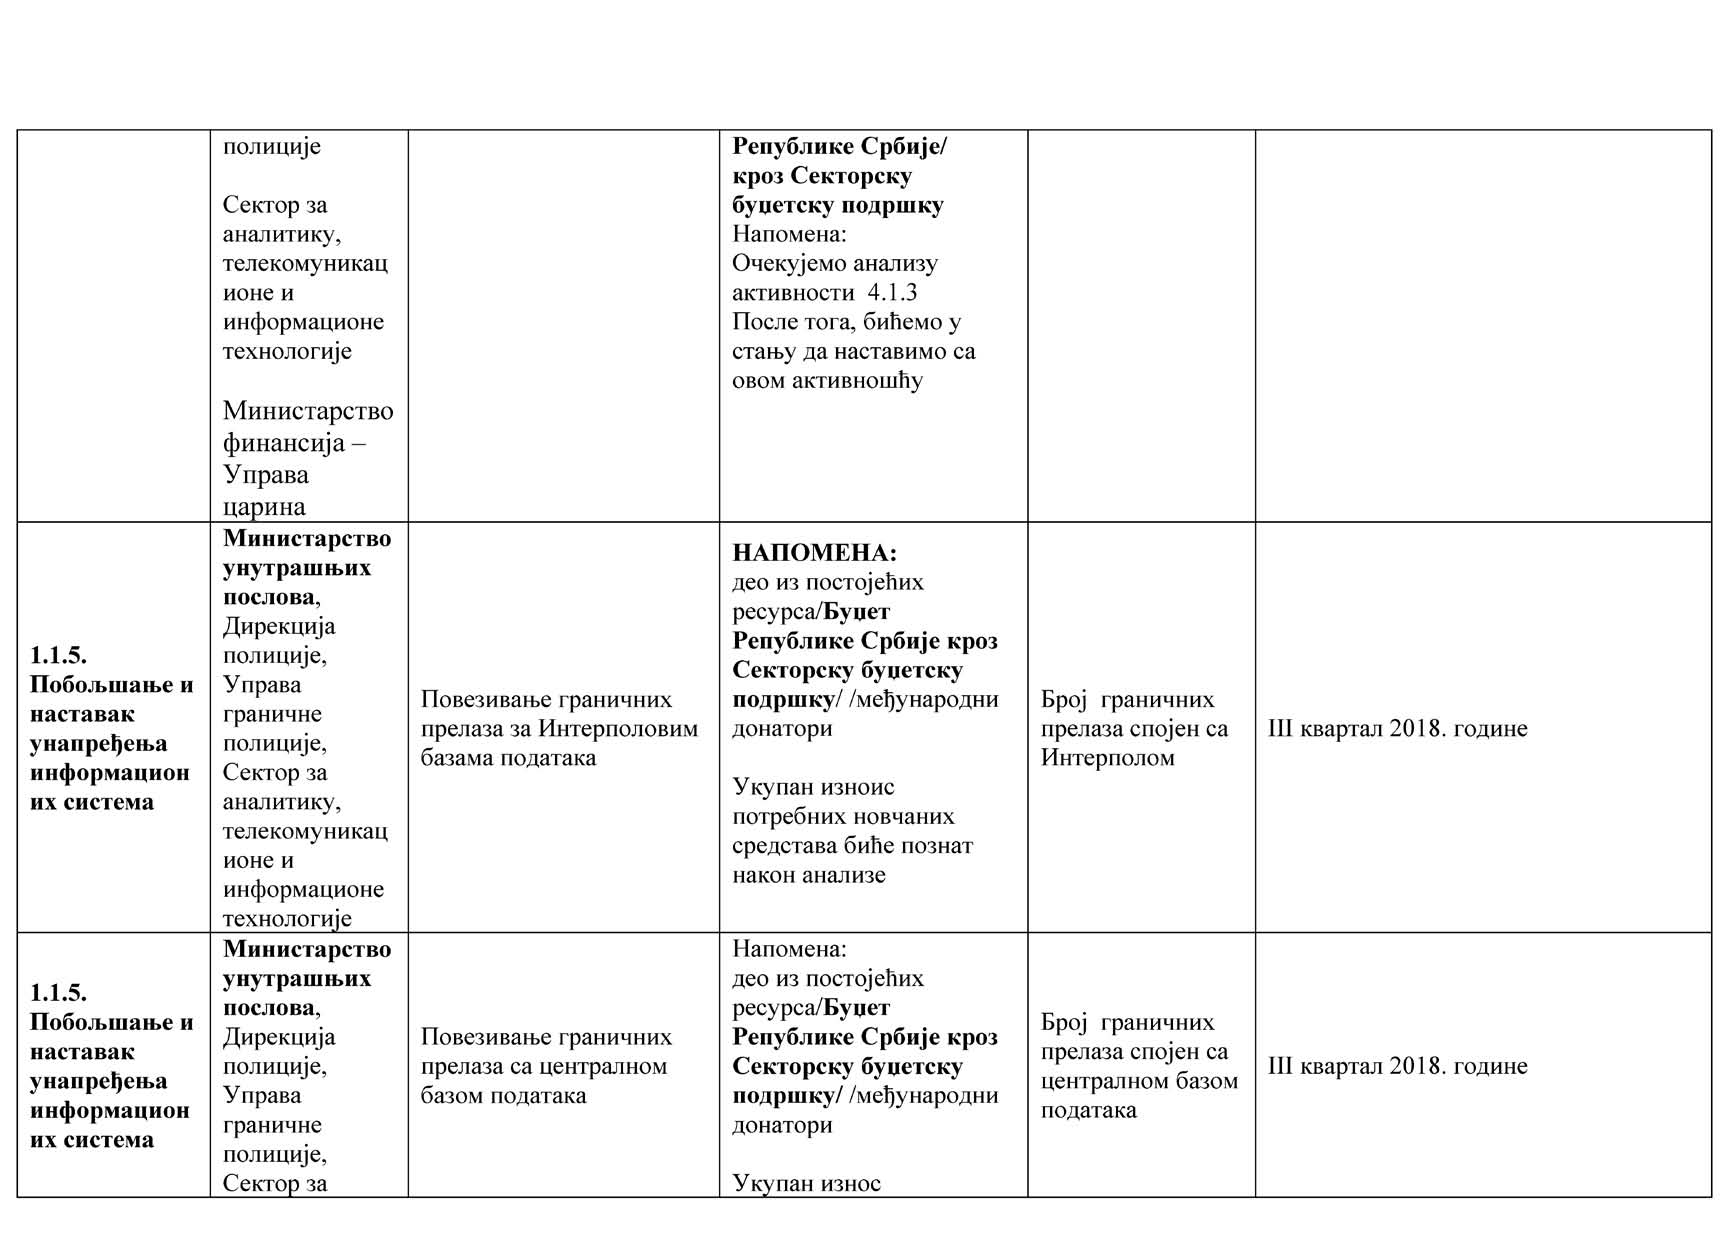 полиције
Сектор за
аналитику,
телекомуникац
ионе и
информационе
технологије
Министарство
финансија –
Управа
царина
Републике Србије/
кроз Секторску
буџетску подршку
Напомена:
Очекујемо анализу
активности  4.1.3
После тога, бићемо у
стању да наставимо са
овом активношћу
1.1.5.
Побољшање и
наставак
унапређења
информацион
их система
Министарство
унутрашњих
послова,
Дирекција
полиције,
Управа
граничне
полиције,
Сектор за
аналитику,
телекомуникац
ионе и
информационе
технологије
Повезивање граничних
прелаза за Интерполовим
базама података
НАПОМЕНА:
део из постојећих
ресурса/Буџет
Републике Србије кроз
Секторску буџетску
подршку/ /међународни
донатори
Укупан изноис
потребних новчаних
средстава биће познат
након анализе
Број  граничних
прелаза спојен са
Интерполом
III квартал 2018. године
1.1.5.
Побољшање и
наставак
унапређења
информацион
их система
Министарство
унутрашњих
послова,
Дирекција
полиције,
Управа
граничне
полиције,
Сектор за
Повезивање граничних
прелаза са централном
базом података
Напомена:
део из постојећих
ресурса/Буџет
Републике Србије кроз
Секторску буџетску
подршку/ /међународни
донатори
Укупан износ
Број  граничних
прелаза спојен са
централном базом
података
III квартал 2018. године